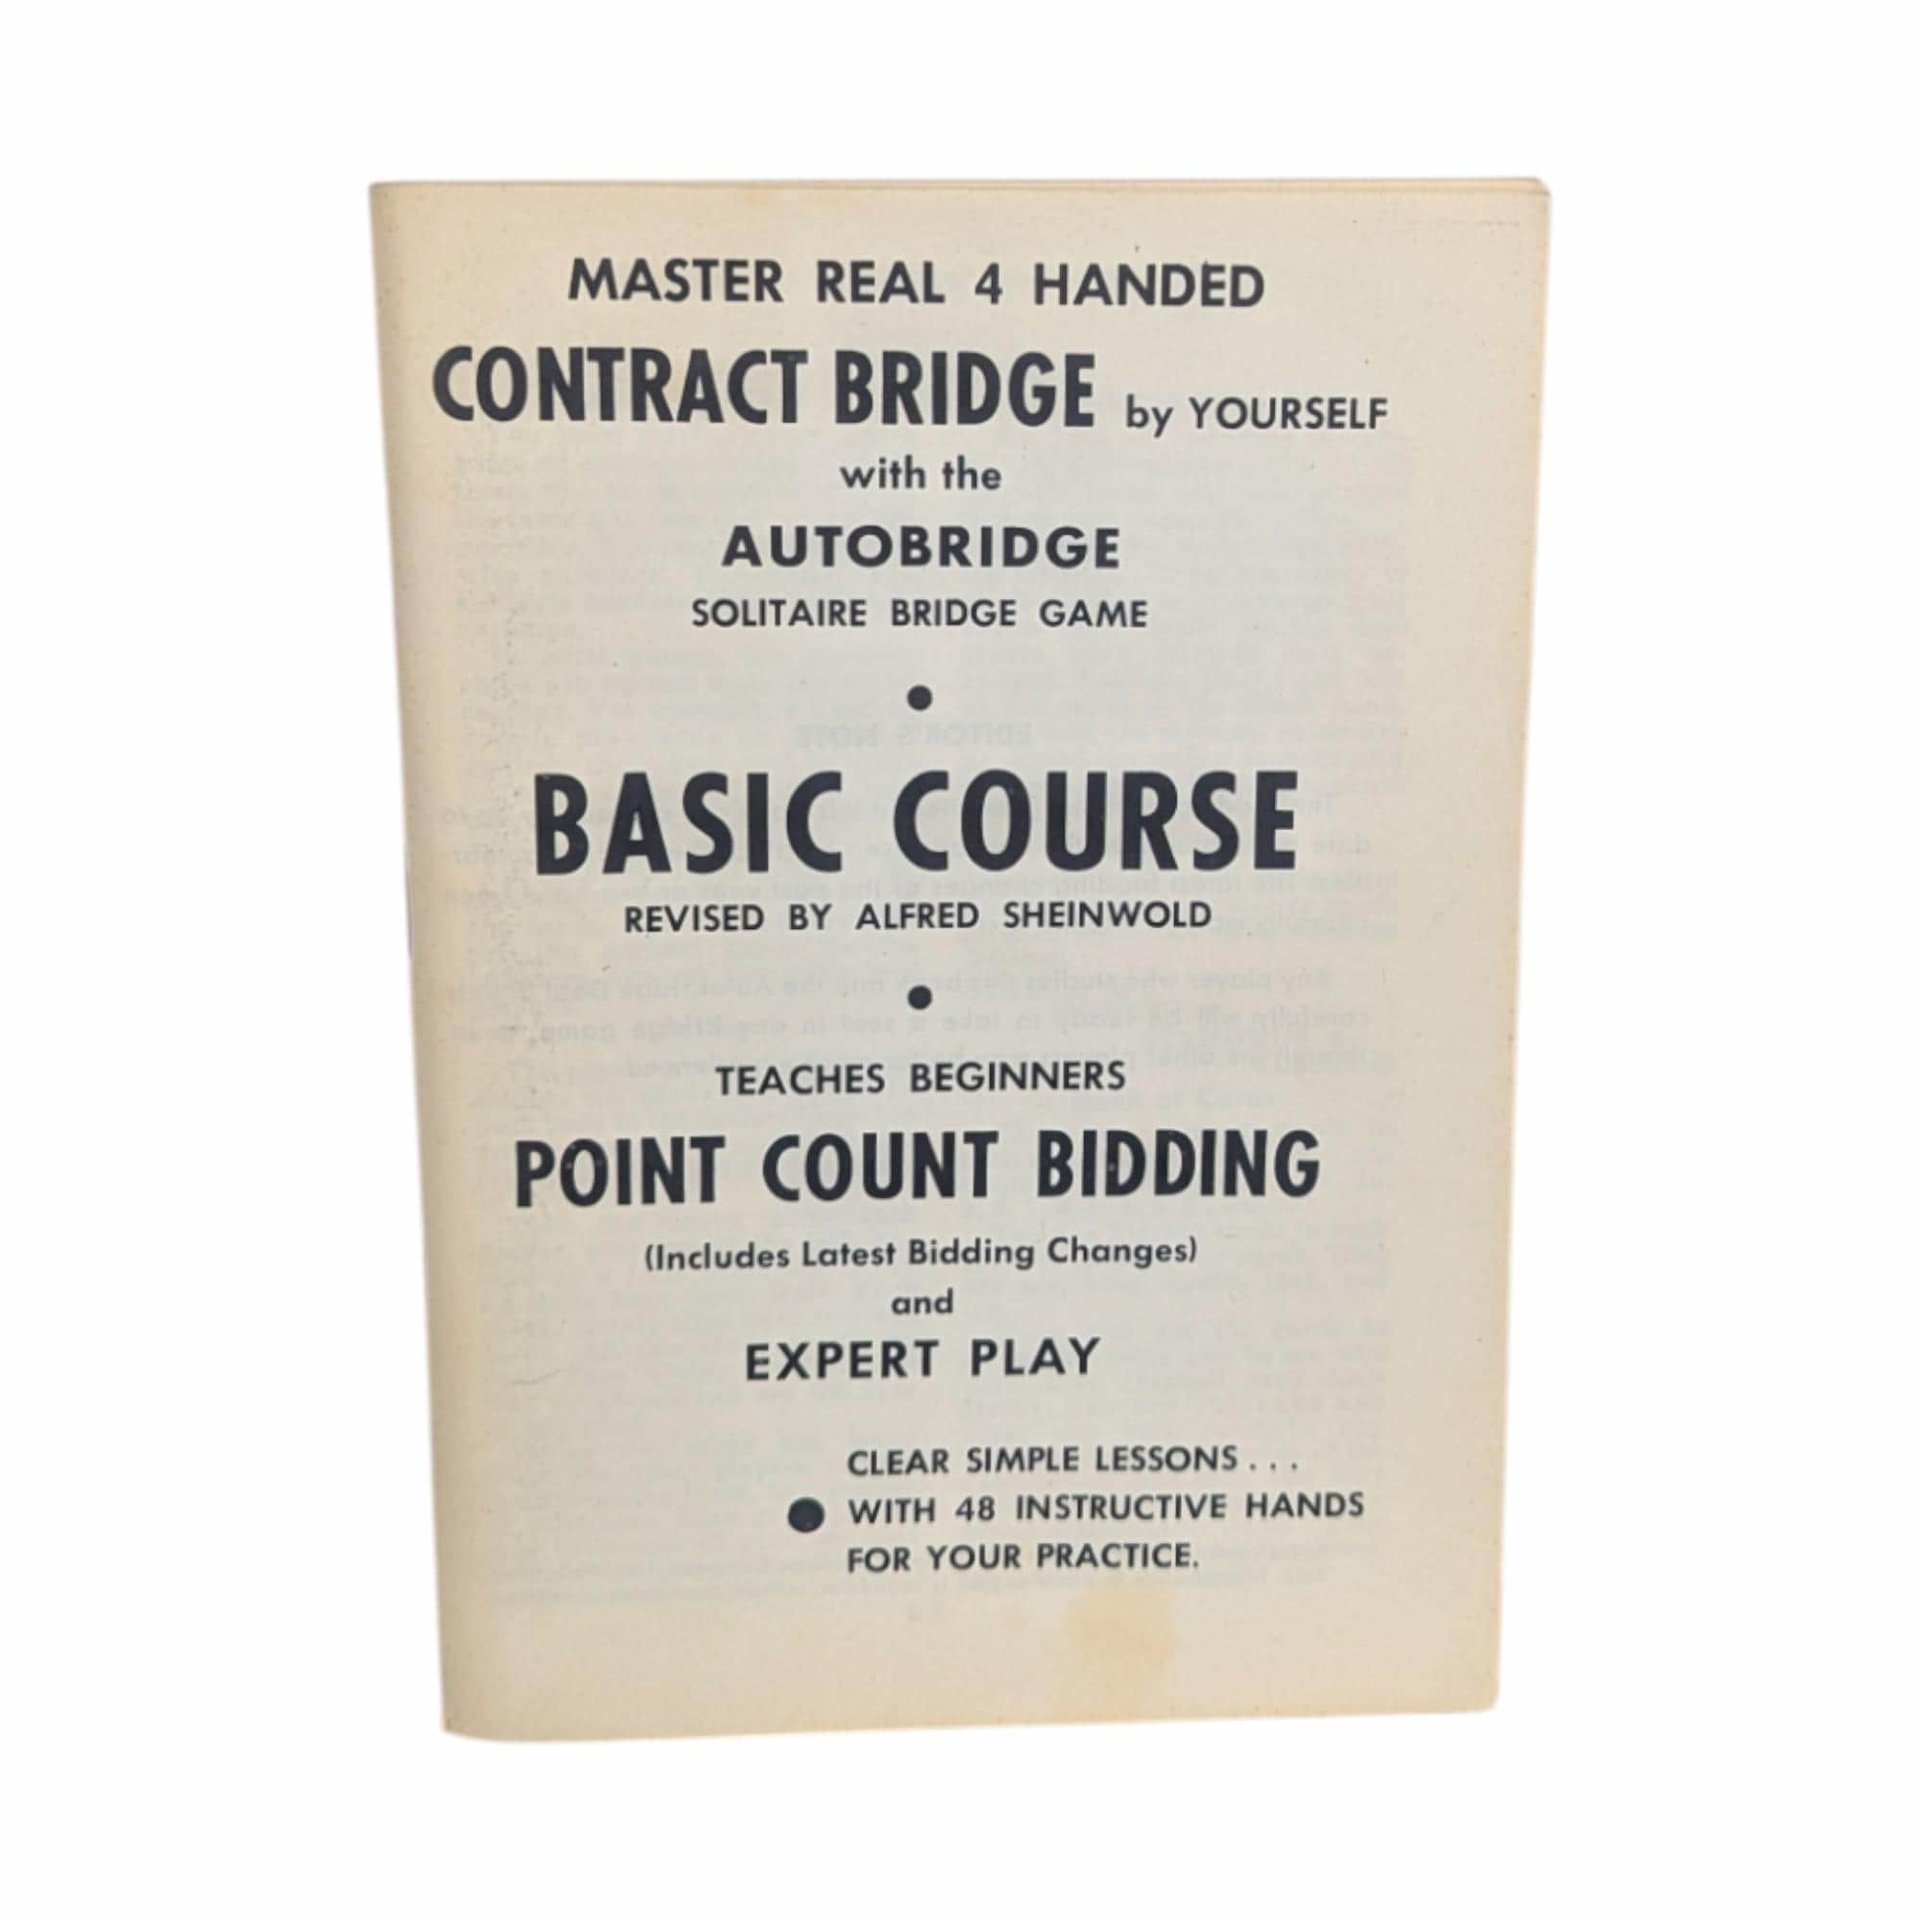 MASTER REAL 4 HANDED
CONTRACT BRIDGE by YOURSELF
with the
AUTOBRIDGE
SOLITAIRE BRIDGE GAME
BASIC COURSE
REVISED BY ALFRED SHEINWOLD
TEACHES BEGINNERS
POINT COUNT BIDDING
(Includes Latest Bidding Changes)
and
EXPERT PLAY
CLEAR SIMPLE LESSONS...
● WITH 48 INSTRUCTIVE HANDS
FOR YOUR PRACTICE.